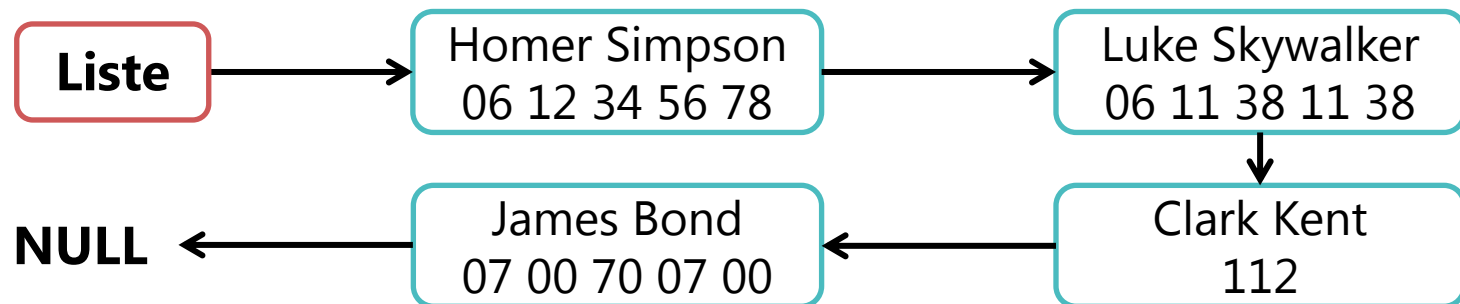 Liste
Homer Simpson
06 12 34 56 78
Luke Skywalker
06 11 38 11 38
Clark Kent
112
James Bond
07 00 70 07 00
NULL